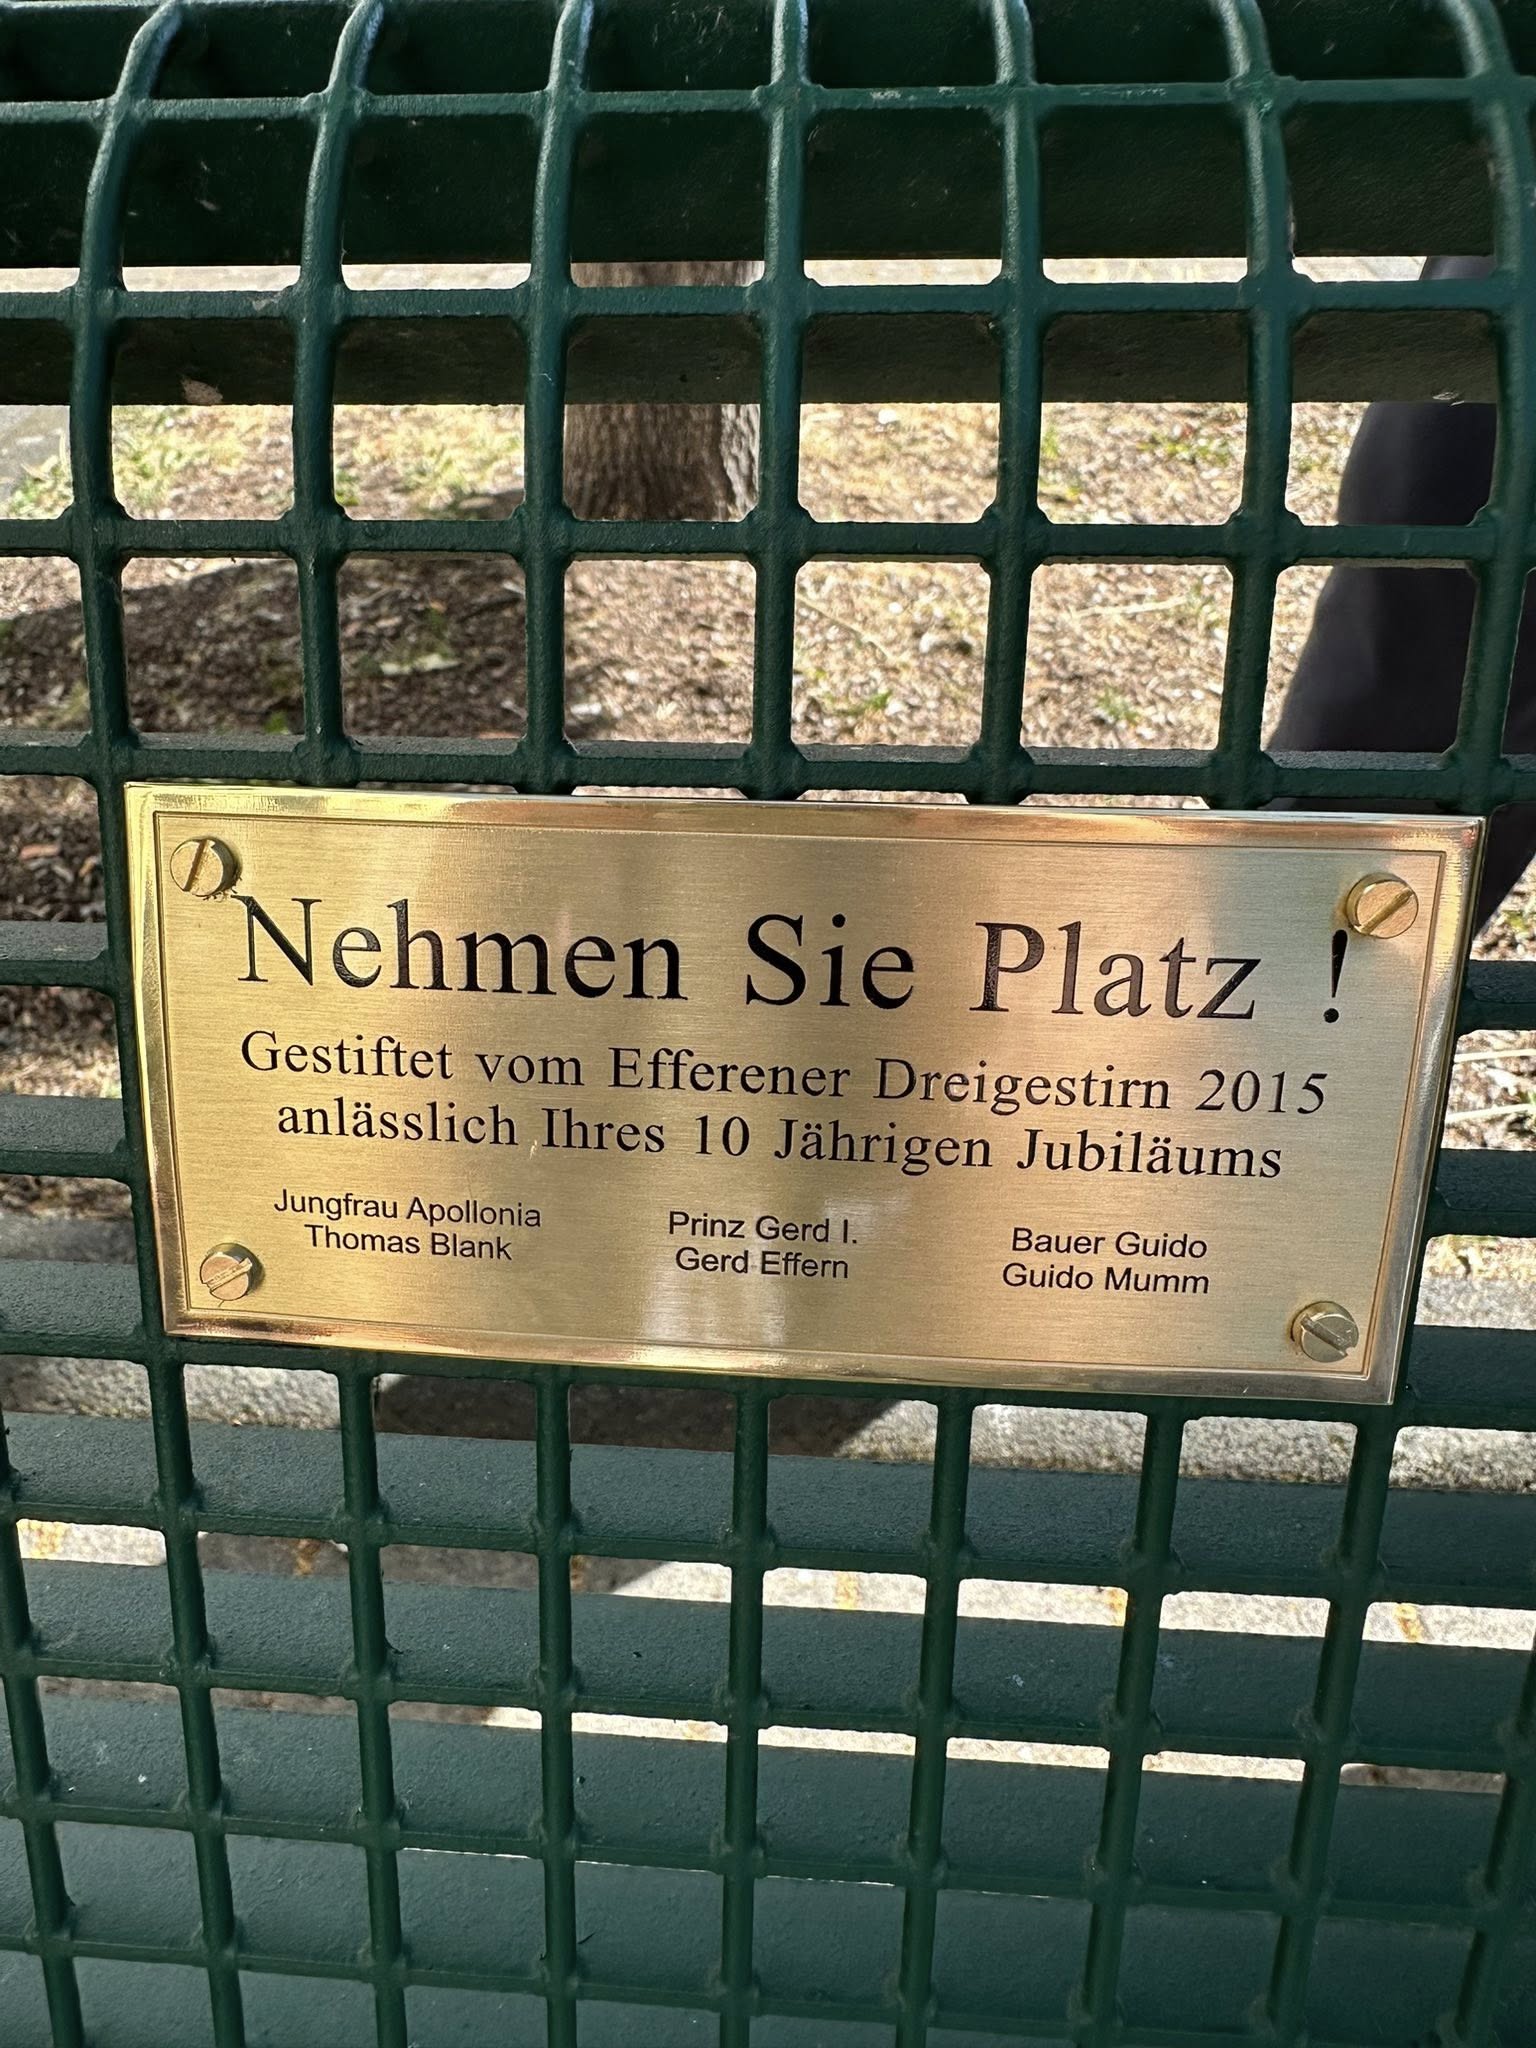 Nehmen Sie Platz !
Gestiftet vom Efferener Dreigestirn 2015
anlässlich Ihres 10 Jährigen Jubiläums
Jungfrau Apollonia
Thomas Blank
Prinz Gerd I.
Gerd Effern
Bauer Guido
Guido Mumm